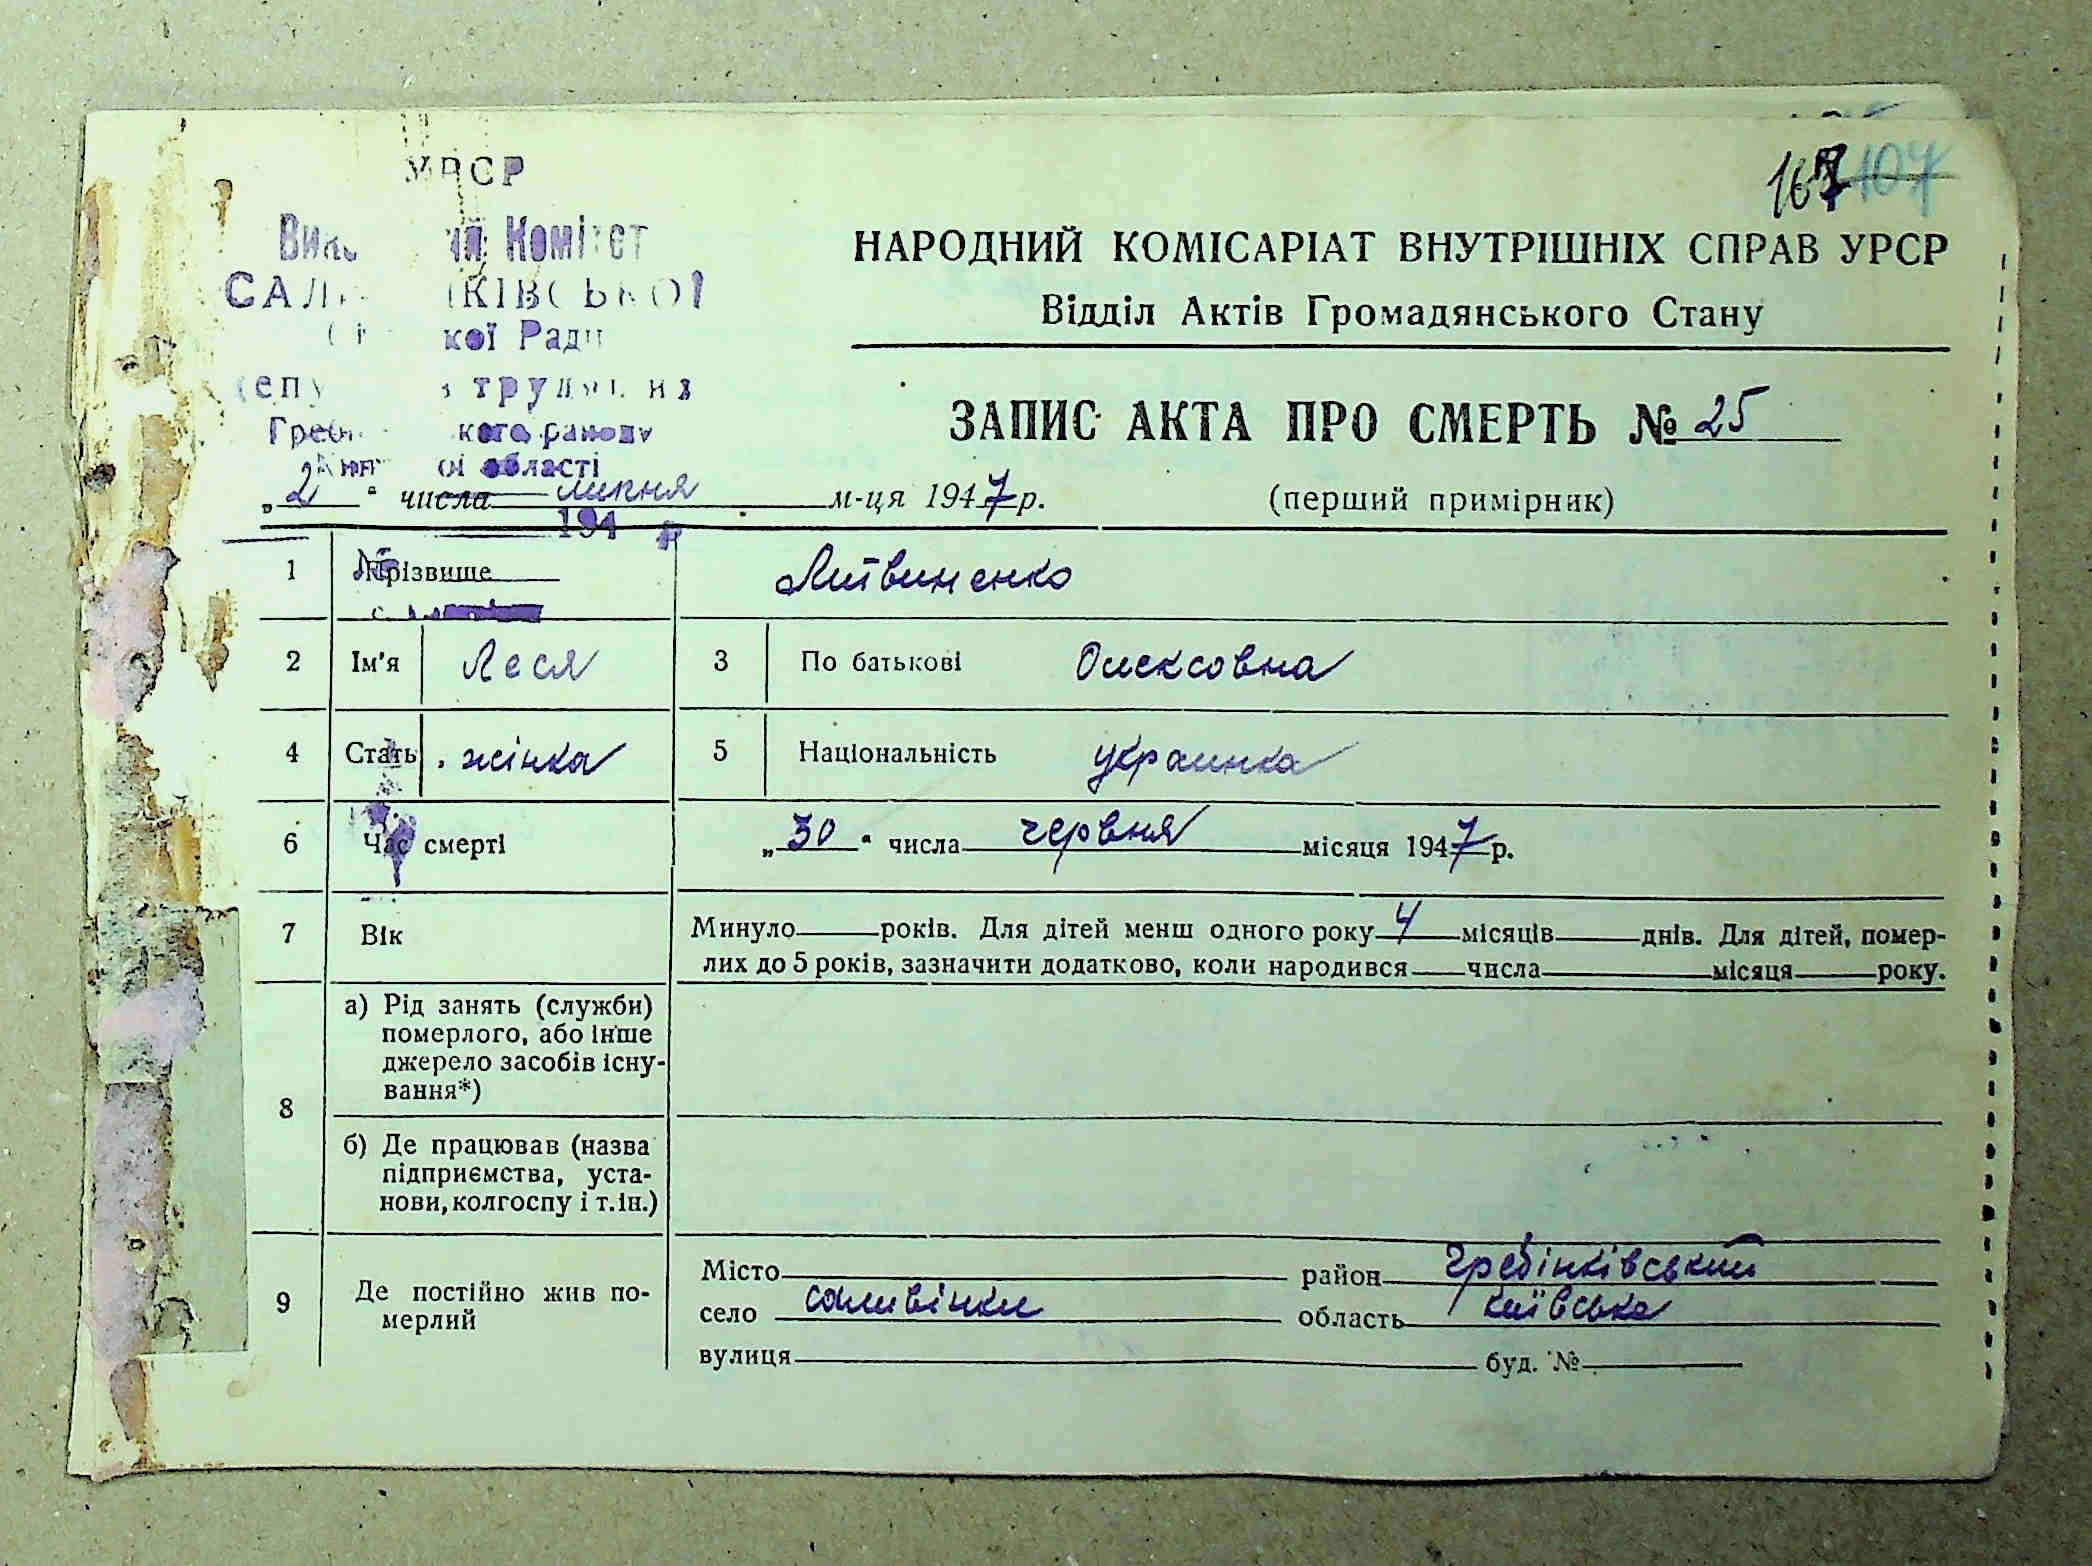 УРСР
Комітет
кої Ради
області
107
НАРОДНИЙ КОМІСАРІАТ ВНУТРІШНІХ СПРАВ УРСР
Відділ Актів Громадянського Стану
ЗАПИС АКТА ПРО СМЕРТЬ № 25
„2“ числа липня м-ця 1947 р.
(перший примірник)
194 р
1 Прізвище Литвиненко
2 Ім'я Леся 3 По батькові Олексовна
4 Стать жінка 5 Національність украинка
6 Час смерті „30“ числа червня місяця 1947 р.
7 Вік Минуло років. Для дітей менш одного року 4 місяців днів. Для дітей, помер-
лих до 5 років, зазначити додатково, коли народився числа місяця року.
8 а) Рід занять (служби)
померлого, або інше
джерело засобів існу-
вання*)
б) Де працював (назва
підприємства, уста-
нови, колгоспу і т.ін.)
9 Де постійно жив по-
мерлий
Місто район Гребінківський
село саливінки область київська
вулиця буд. №